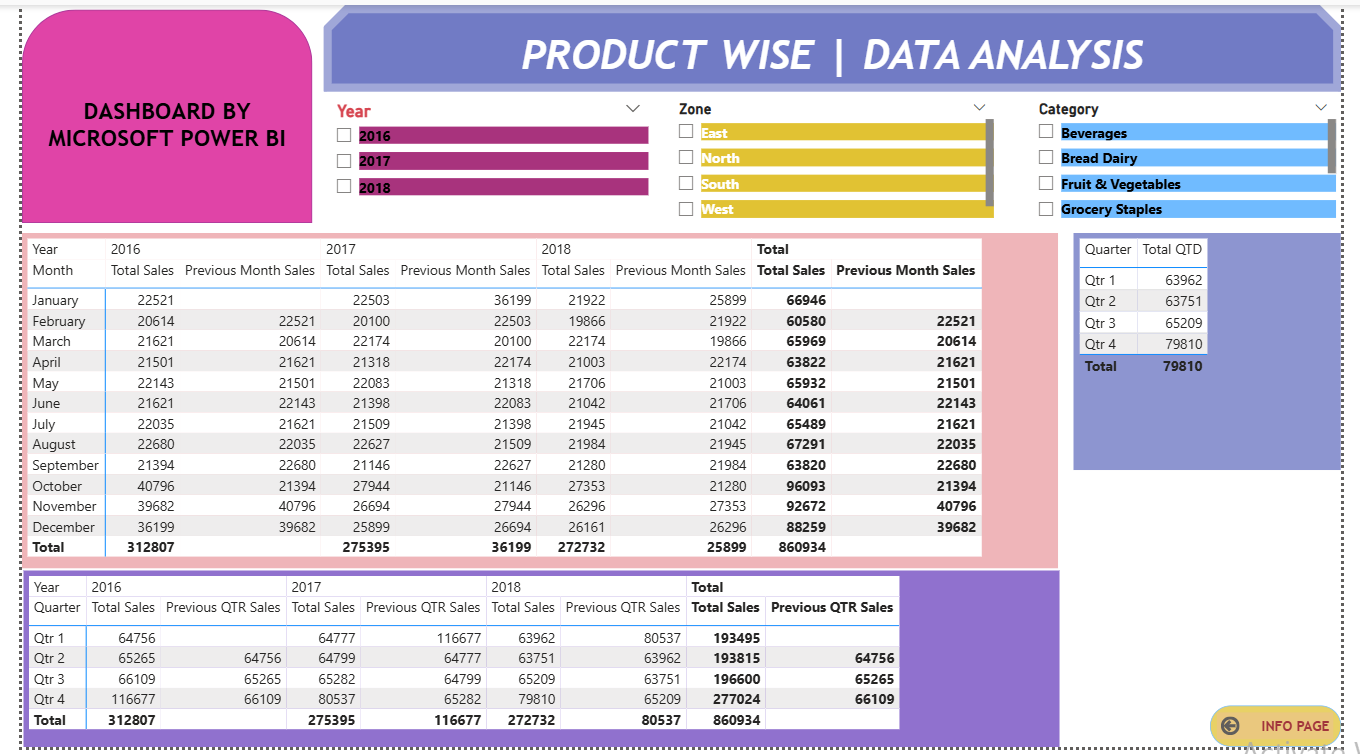 DASHBOARD BY
MICROSOFT POWER BI
PRODUCT WISE | DATA ANALYSIS
Year
2016
2017
2018
Zone
East
North
South
West
Category
Beverages
Bread Dairy
Fruit & Vegetables
Grocery Staples
Year 2016 2017 2018 Total
Month Total Sales Previous Month Sales Total Sales Previous Month Sales Total Sales Previous Month Sales Total Sales Previous Month Sales
January 22521 22503 36199 21922 25899 66946
February 20614 22521 20100 22503 19866 21922 60580 22521
March 21621 20614 22174 20100 22174 19866 65969 20614
April 21501 21621 21318 22174 21003 22174 63822 21621
May 22143 21501 22083 21318 21706 21003 65932 21501
June 21621 22143 21398 22083 21042 21706 64061 22143
July 22035 21621 21509 21398 21945 21042 65489 21621
August 22680 22035 22627 21509 21984 21945 67291 22035
September 21394 22680 21146 22627 21280 21984 63820 22680
October 40796 21394 27944 21146 27353 21280 96093 21394
November 39682 40796 26694 27944 26296 27353 92672 40796
December 36199 39682 25899 26694 26161 26296 88259 39682
Total 312807 275395 36199 272732 25899 860934
Quarter Total QTD
Qtr 1 63962
Qtr 2 63751
Qtr 3 65209
Qtr 4 79810
Total 79810
Year 2016 2017 2018 Total
Quarter Total Sales Previous QTR Sales Total Sales Previous QTR Sales Total Sales Previous QTR Sales Total Sales Previous QTR Sales
Qtr 1 64756 64777 116677 63962 80537 193495
Qtr 2 65265 64756 64799 64777 63751 63962 193815 64756
Qtr 3 66109 65265 65282 64799 65209 63751 196600 65265
Qtr 4 116677 66109 80537 65282 79810 65209 277024 66109
Total 312807 275395 116677 272732 80537 860934
INFO PAGE